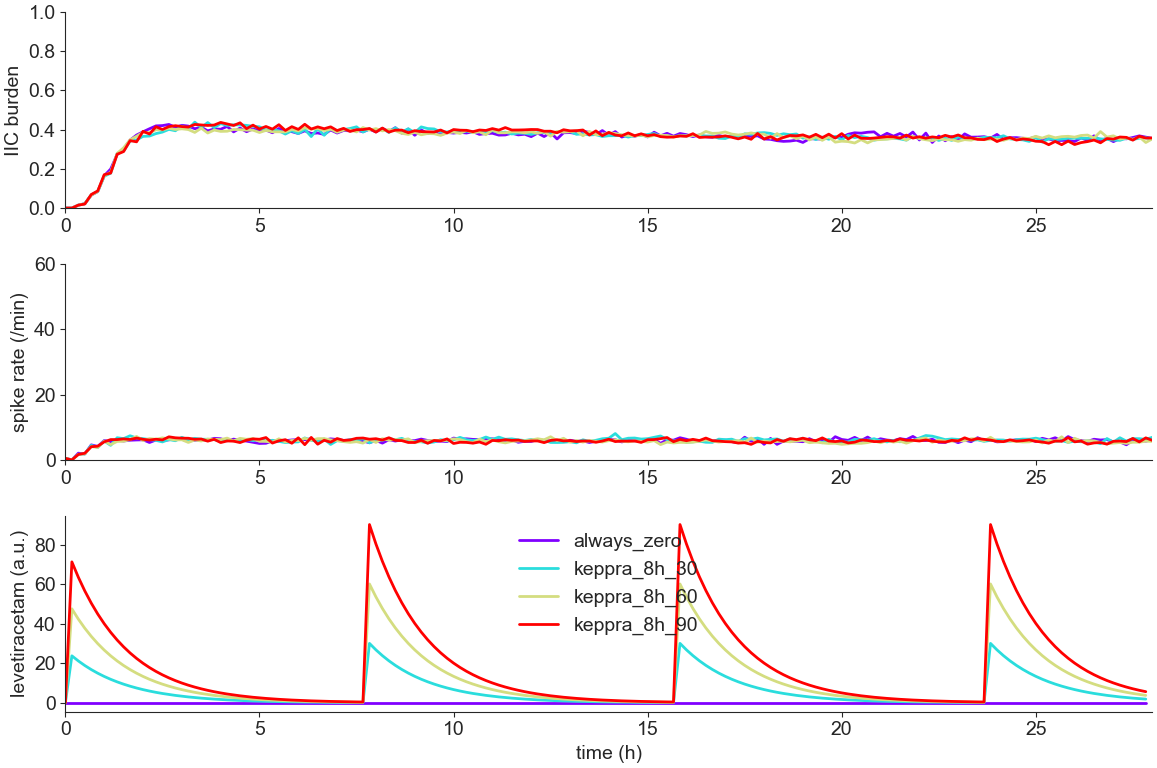 1.0
0.8
0.6
0.4
0.2
0.0
IIC burden
0 5 10 15 20 25
60
40
20
0
spike rate (/min)
0 5 10 15 20 25
80
60
40
20
0
levetiracetam (a.u.)
always_zero
keppra_8h_30
keppra_8h_60
keppra_8h_90
0 5 10 15 20 25
time (h)